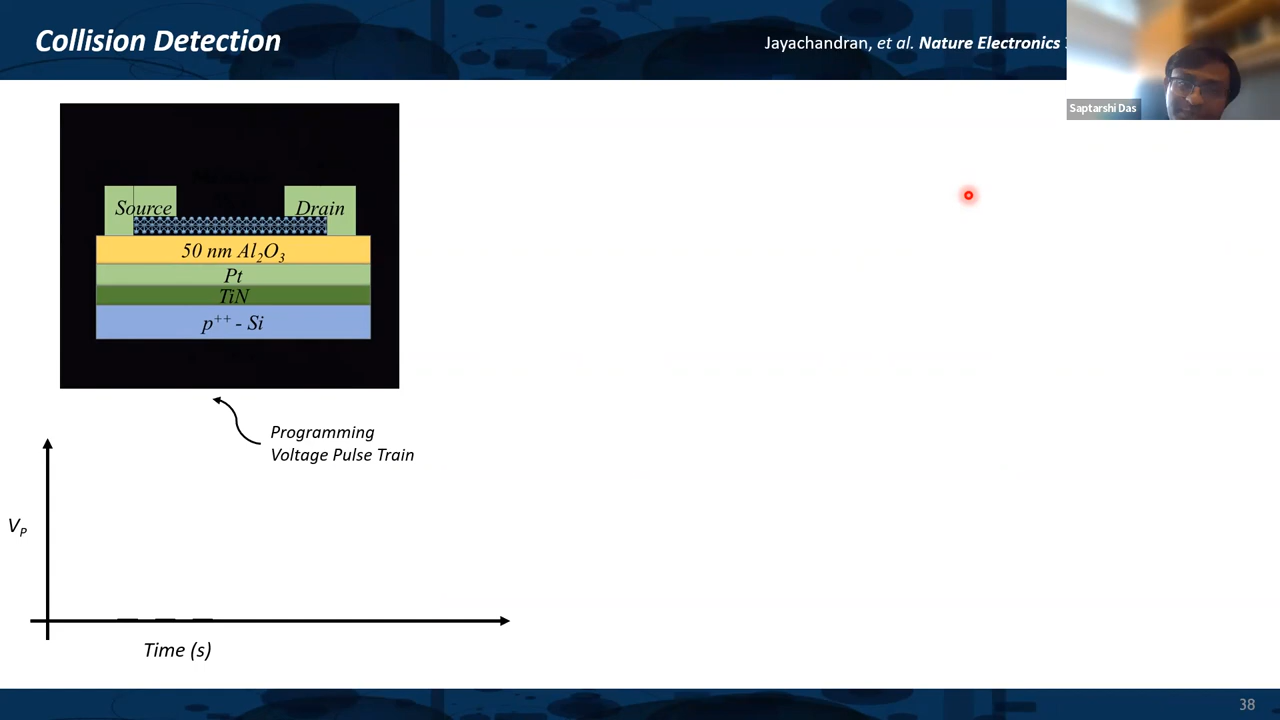 Collision Detection
Jayachandran, et al. Nature Electronics
Saptarshi Das
Source
Drain
50 nm Al₂O₃
Pt
TiN
p⁺⁺ - Si
Programming
Voltage Pulse Train
V_P
Time (s)
38